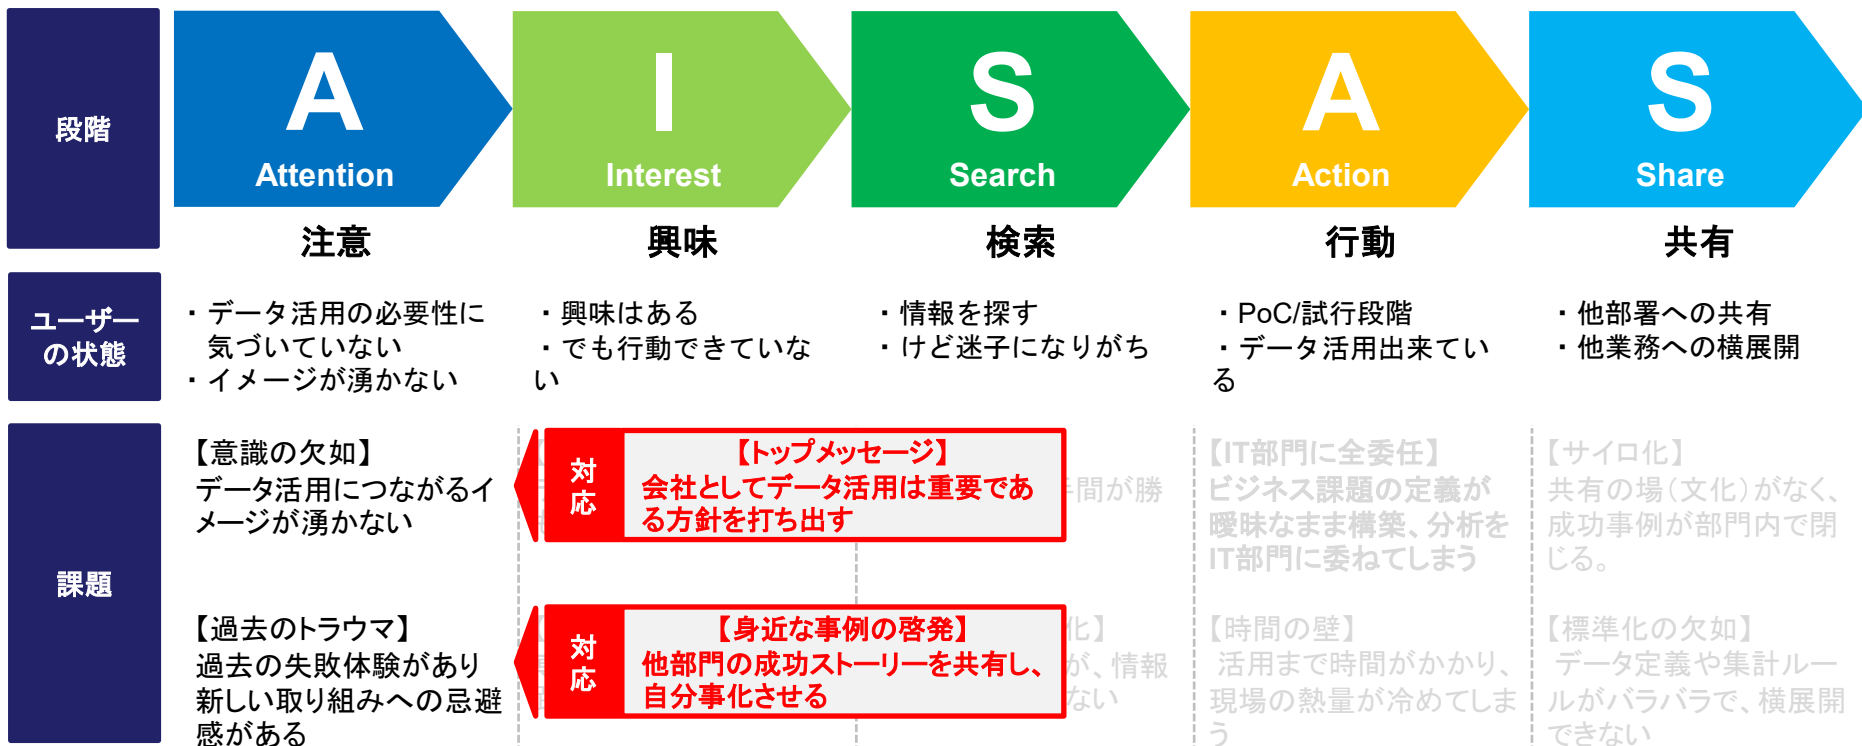 段階
A
Attention
注意
I
Interest
興味
S
Search
検索
A
Action
行動
S
Share
共有
ユーザー
の状態
・データ活用の必要性に
気づいていない
・イメージが湧かない
・興味はある
・でも行動できていな
い
・情報を探す
・けど迷子になりがち
・PoC/試行段階
・データ活用出来てい
る
・他部署への共有
・他業務への横展開
課題
【意識の欠如】
データ活用につながるイ
メージが湧かない
対応
【トップメッセージ】
会社としてデータ活用は重要であ
る方針を打ち出す
間が勝
【IT部門に全委任】
ビジネス課題の定義が
曖昧なまま構築、分析を
IT部門に委ねてしまう
【サイロ化】
共有の場(文化)がなく、
成功事例が部門内で閉
じる。
【過去のトラウマ】
過去の失敗体験があり
新しい取り組みへの忌避
感がある
対応
【身近な事例の啓発】
他部門の成功ストーリーを共有し、
自分事化させる
化】
が、情報
ない
【時間の壁】
活用まで時間がかかり、
現場の熱量が冷めてしま
う
【標準化の欠如】
データ定義や集計ルー
ルがバラバラで、横展開
できない